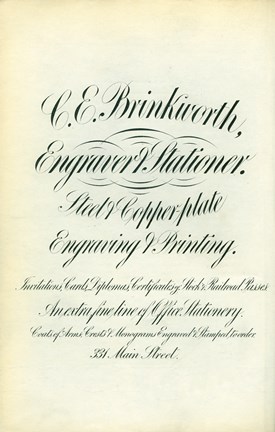 C. E. Brinkworth,
Engraver & Stationer.
Steel & Copper-plate
Engraving & Printing.
Invitations, Cards, Diplomas, Certificates of Stock & Railroad Passes
An extra fine line of Office Stationery.
Coats of Arms, Crests & Monograms Engraved & Stamped to order
331 Main Street.